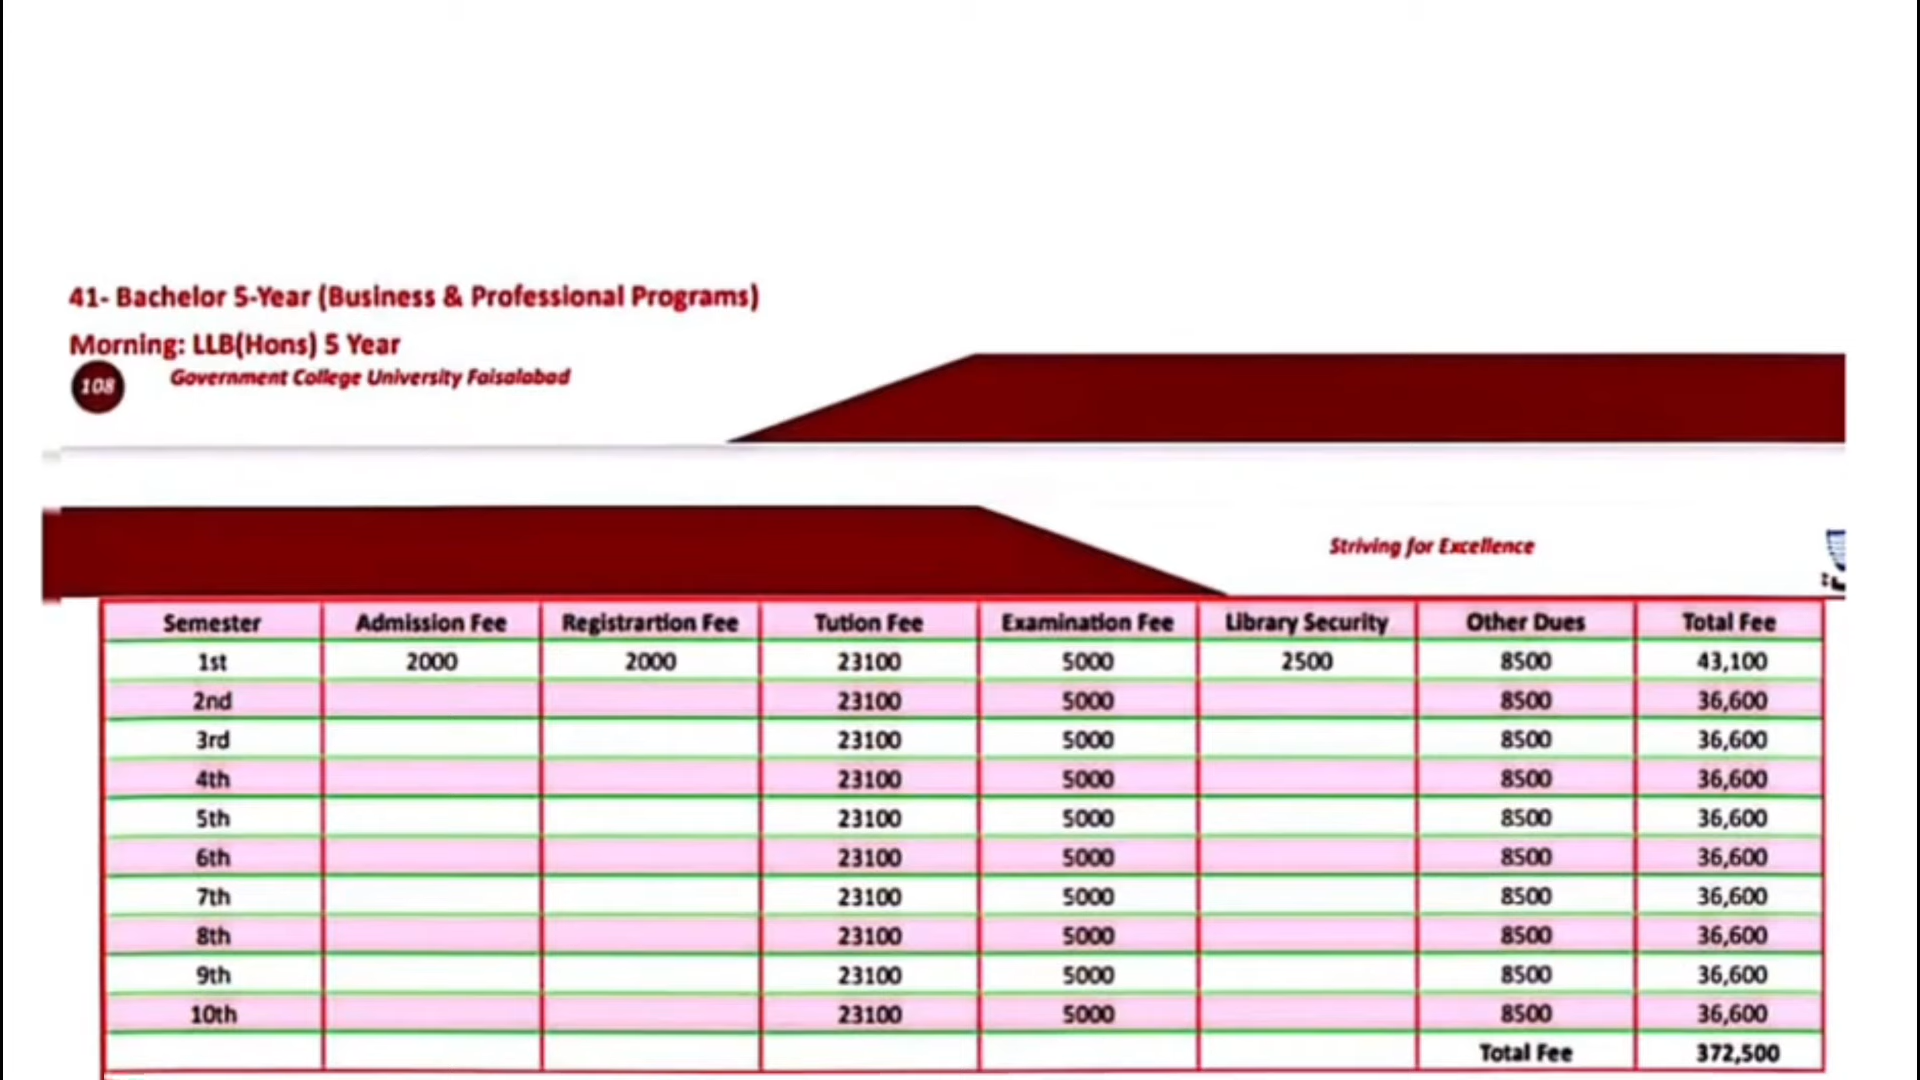 41- Bachelor 5-Year (Business & Professional Programs)
Morning: LLB(Hons) 5 Year
108 Government College University Faisalabad
Striving for Excellence
Semester Admission Fee Registrartion Fee Tution Fee Examination Fee Library Security Other Dues Total Fee
1st 2000 2000 23100 5000 2500 8500 43,100
2nd 23100 5000 8500 36,600
3rd 23100 5000 8500 36,600
4th 23100 5000 8500 36,600
5th 23100 5000 8500 36,600
6th 23100 5000 8500 36,600
7th 23100 5000 8500 36,600
8th 23100 5000 8500 36,600
9th 23100 5000 8500 36,600
10th 23100 5000 8500 36,600
Total Fee 372,500